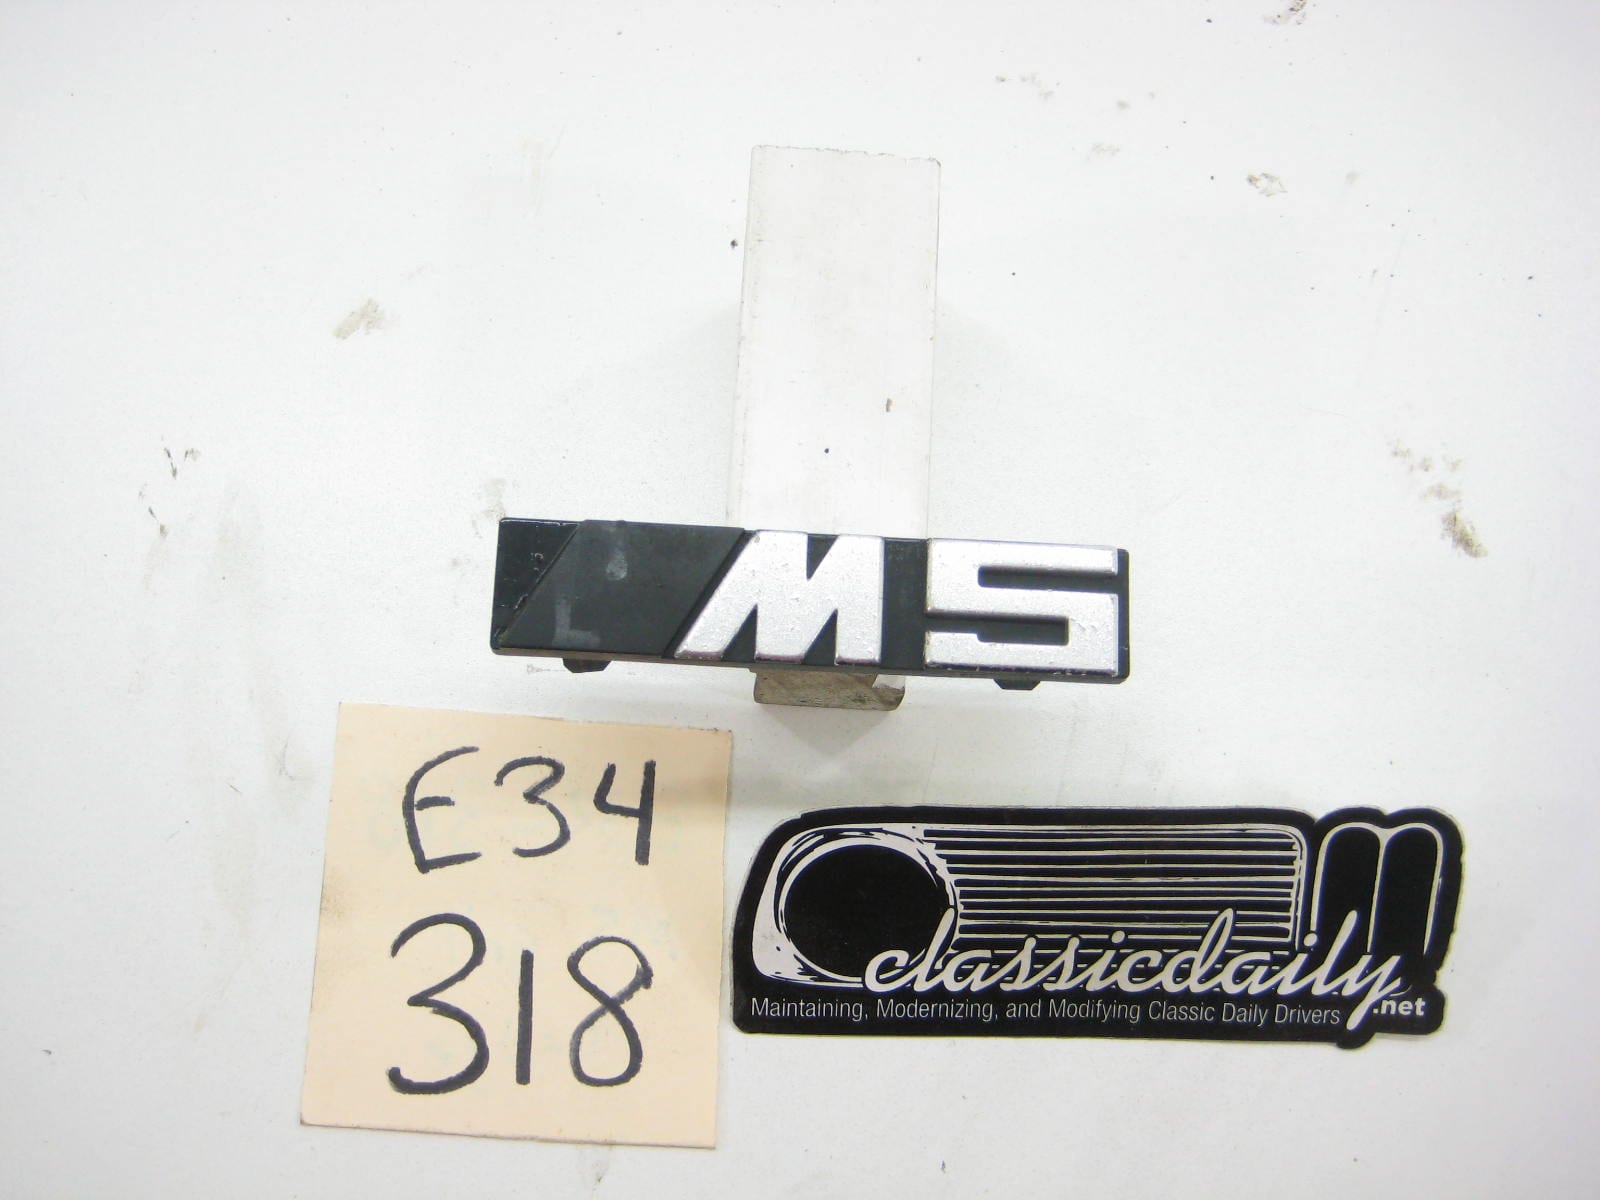 M5
E34
318
classicdaily.net
Maintaining, Modernizing, and Modifying Classic Daily Drivers